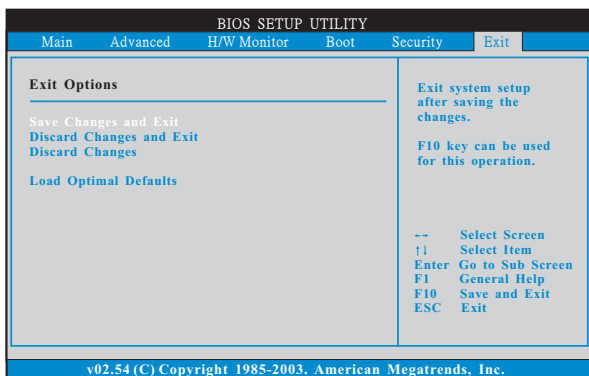 BIOS SETUP UTILITY
Main Advanced H/W Monitor Boot Security Exit
Exit Options
Save Changes and Exit
Discard Changes and Exit
Discard Changes
Load Optimal Defaults
Exit system setup
after saving the
changes.
F10 key can be used
for this operation.
←→ Select Screen
↑↓ Select Item
Enter Go to Sub Screen
F1 General Help
F10 Save and Exit
ESC Exit
v02.54 (C) Copyright 1985-2003. American Megatrends, Inc.